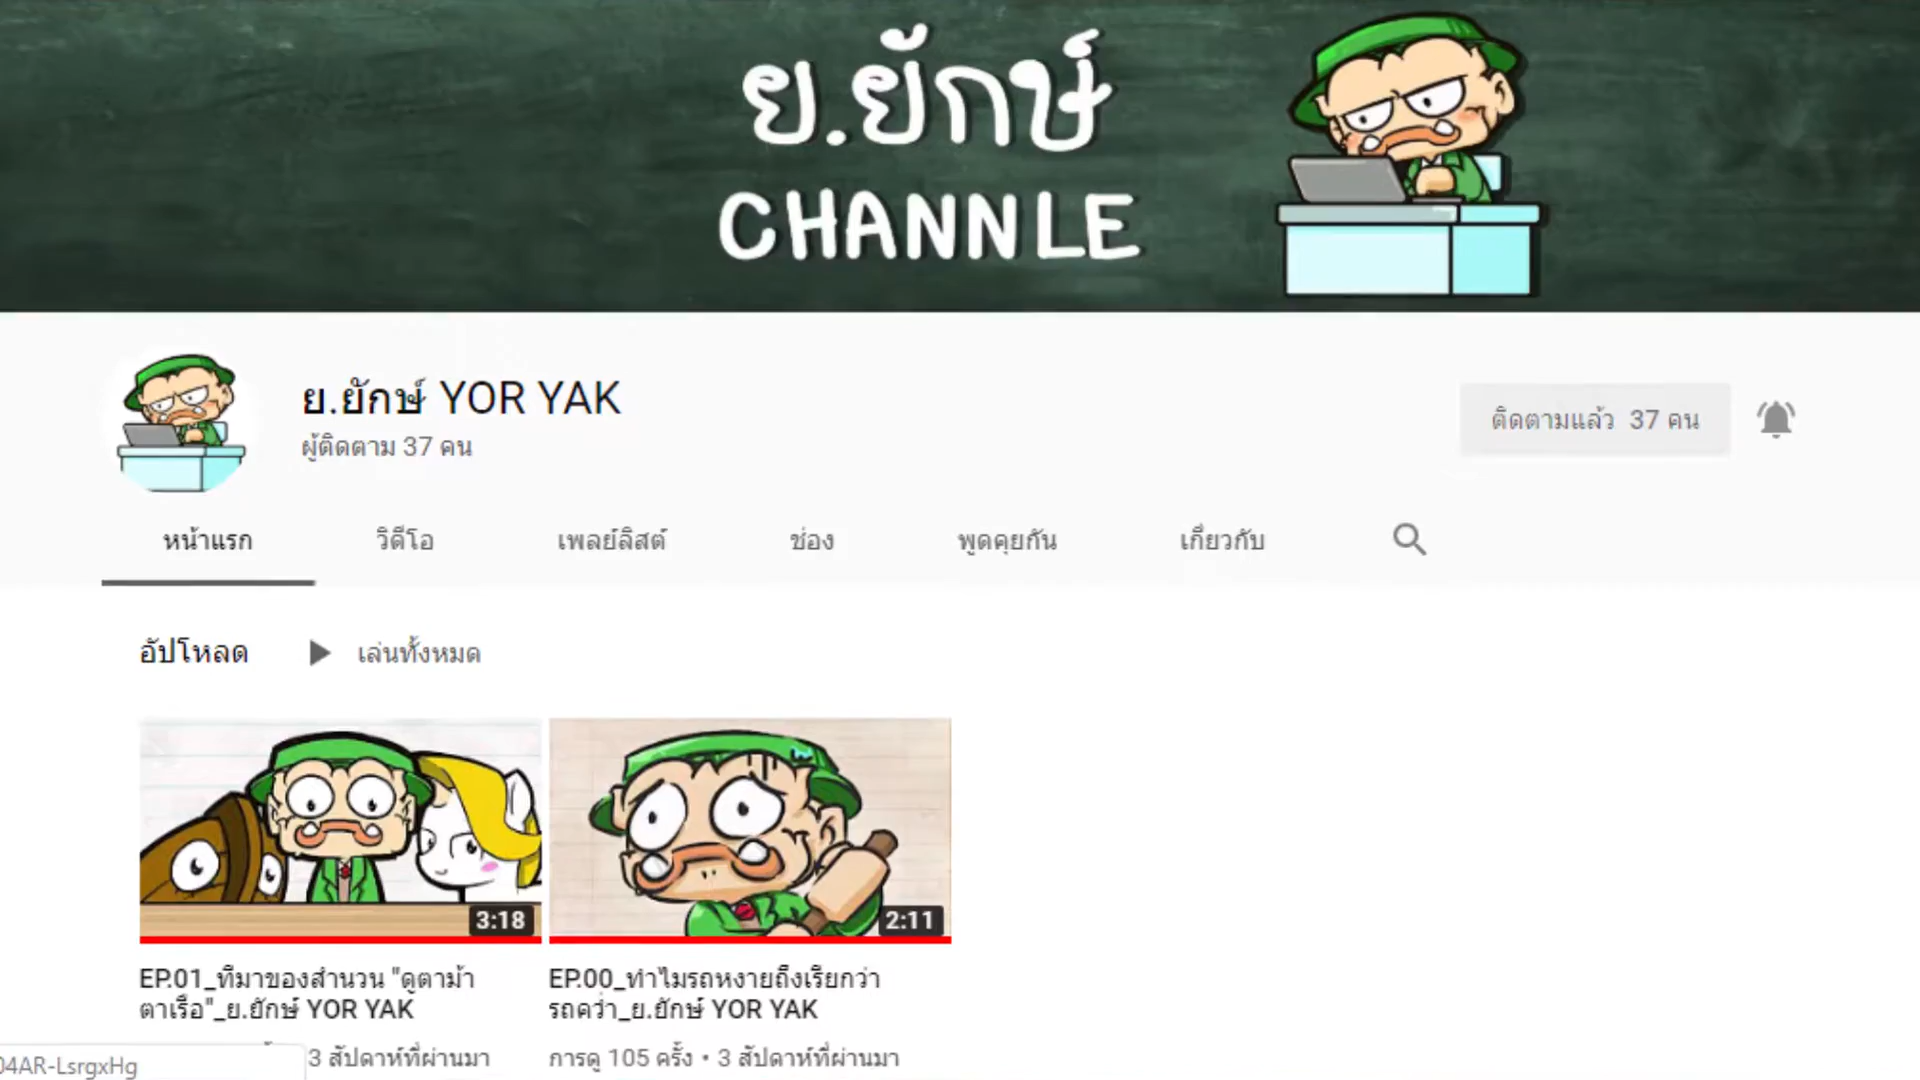 ย.ยักษ์
CHANNLE
ย.ยักษ์ YOR YAK
ผู้ติดตาม 37 คน
ติดตามแล้ว 37 คน
หน้าแรก
วิดีโอ
เพลย์ลิสต์
ช่อง
พูดคุยกัน
เกี่ยวกับ
อัปโหลด
เล่นทั้งหมด
3:18
2:11
EP.01_ที่มาของสำนวน "ดูตาม้า
ตาเรือ"_ย.ยักษ์ YOR YAK
EP.00_ทำไมรถหงายถึงเรียกว่า
รถคว่ำ_ย.ยักษ์ YOR YAK
3 สัปดาห์ที่ผ่านมา
การดู 105 ครั้ง • 3 สัปดาห์ที่ผ่านมา
04AR-LsrgxHg